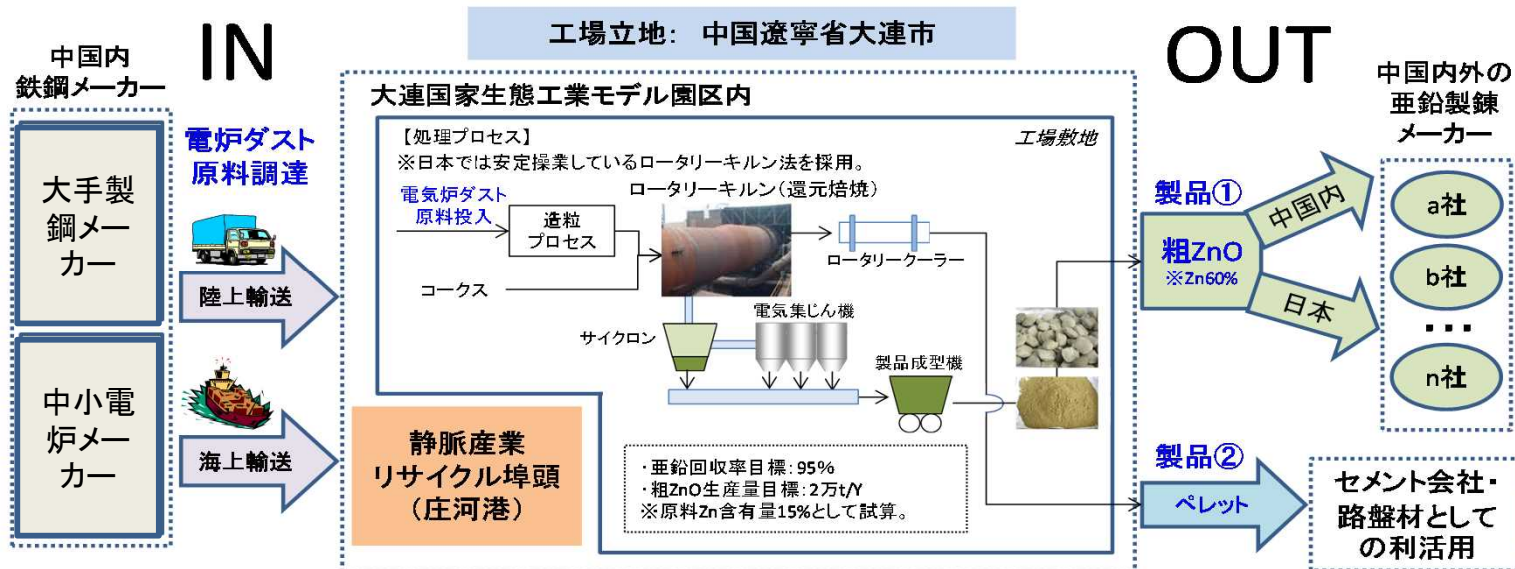 工場立地： 中国遼寧省大連市
IN
OUT
中国内
鉄鋼メーカー
大手製
鋼メー
カー
中小電
炉メー
カー
電炉ダスト
原料調達
陸上輸送
海上輸送
大連国家生態工業モデル園区内
【処理プロセス】
工場敷地
※日本では安定操業しているロータリーキルン法を採用。
電気炉ダスト
原料投入
造粒
プロセス
コークス
ロータリーキルン（還元焙焼）
ロータリークーラー
サイクロン
電気集じん機
製品成型機
静脈産業
リサイクル埠頭
（庄河港）
・亜鉛回収率目標：95%
・粗ZnO生産量目標：2万t/Y
※原料Zn含有量15%として試算。
製品①
粗ZnO
※Zn60%
中国内
日本
中国内外の
亜鉛製錬
メーカー
a社
b社
・・・
n社
製品②
ペレット
セメント会社・
路盤材として
の利活用